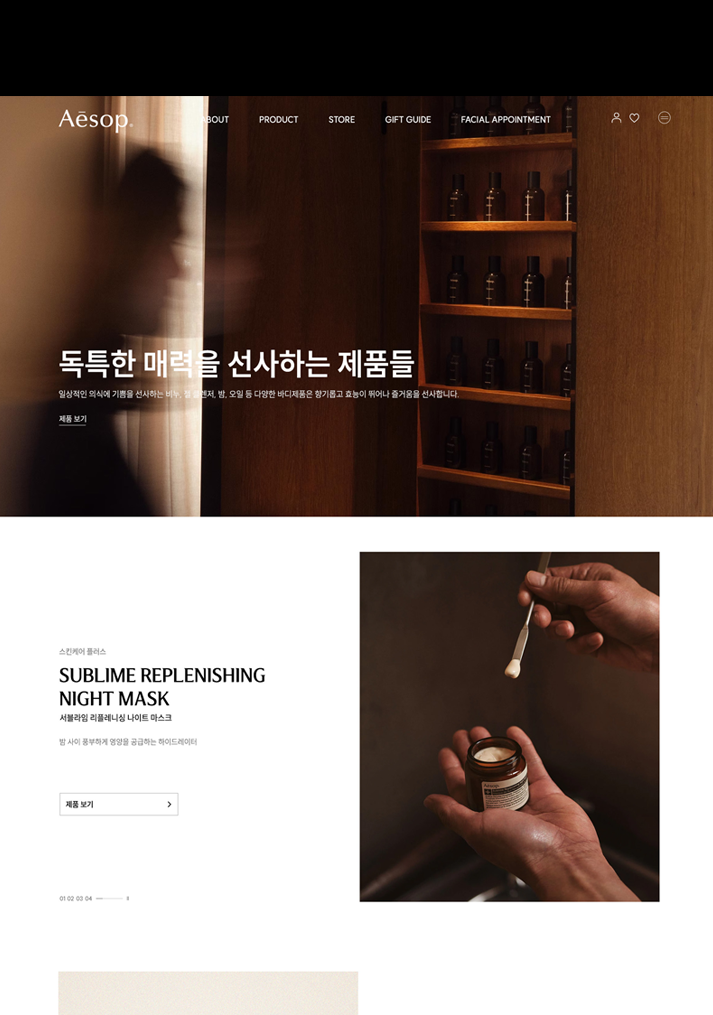 Aēsop.
ABOUT PRODUCT STORE GIFT GUIDE FACIAL APPOINTMENT
독특한 매력을 선사하는 제품들
일상적인 의식에 기쁨을 선사하는 비누, 젤 클렌저, 밤, 오일 등 다양한 바디제품은 향기롭고 효능이 뛰어나 즐거움을 선사합니다.
제품 보기
스킨케어 플러스
SUBLIME REPLENISHING
NIGHT MASK
서블라임 리플레니싱 나이트 마스크
밤 사이 풍부하게 영양을 공급하는 하이드레이터
제품 보기
Aēsop
01 02 03 04